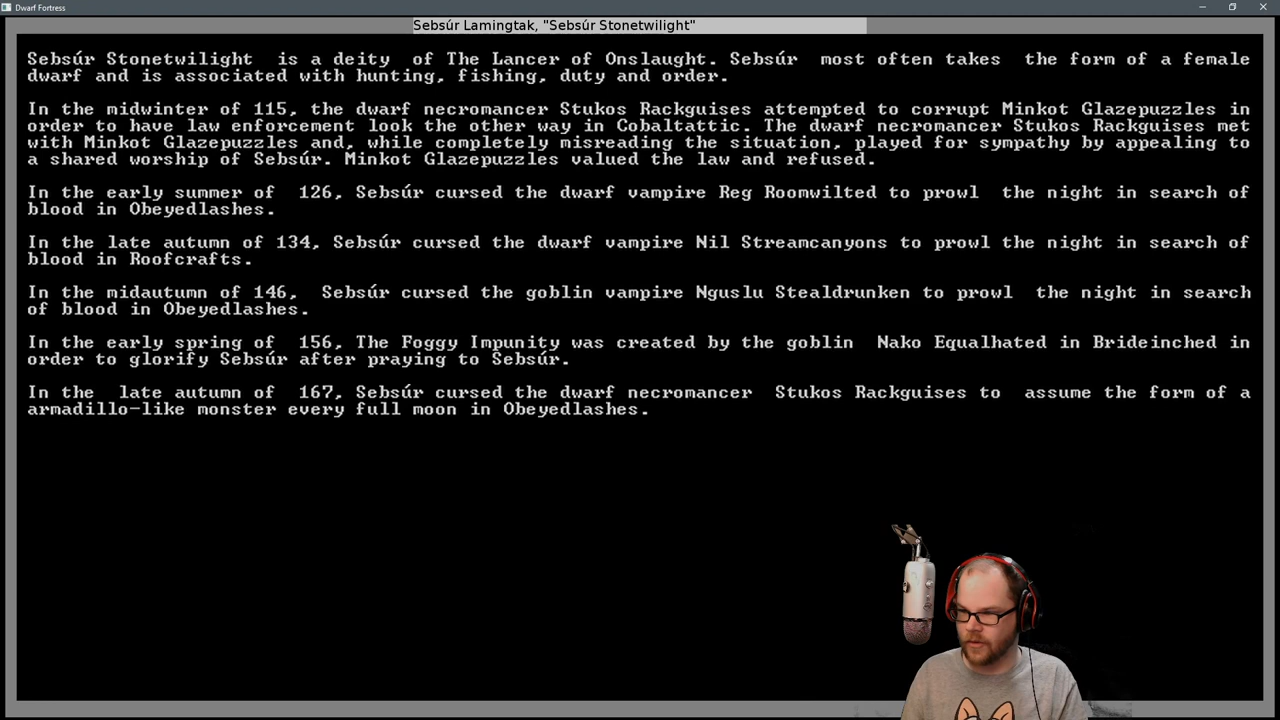 Dwarf Fortress
Sebsúr Lamingtak, "Sebsúr Stonetwilight"
Sebsúr Stonetwilight is a deity of The Lancer of Onslaught. Sebsúr most often takes the form of a female
dwarf and is associated with hunting, fishing, duty and order.
In the midwinter of 115, the dwarf necromancer Stukos Rackguises attempted to corrupt Minkot Glazepuzzles in
order to have law enforcement look the other way in Cobaltattic. The dwarf necromancer Stukos Rackguises met
with Minkot Glazepuzzles and, while completely misreading the situation, played for sympathy by appealing to
a shared worship of Sebsúr. Minkot Glazepuzzles valued the law and refused.
In the early summer of 126, Sebsúr cursed the dwarf vampire Reg Roomwilted to prowl the night in search of
blood in Obeyedlashes.
In the late autumn of 134, Sebsúr cursed the dwarf vampire Nil Streamcanyons to prowl the night in search of
blood in Roofcrafts.
In the midautumn of 146, Sebsúr cursed the goblin vampire Nguslu Stealdrunken to prowl the night in search
of blood in Obeyedlashes.
In the early spring of 156, The Foggy Impunity was created by the goblin Nako Equalhated in Brideinched in
order to glorify Sebsúr after praying to Sebsúr.
In the late autumn of 167, Sebsúr cursed the dwarf necromancer Stukos Rackguises to assume the form of a
armadillo-like monster every full moon in Obeyedlashes.